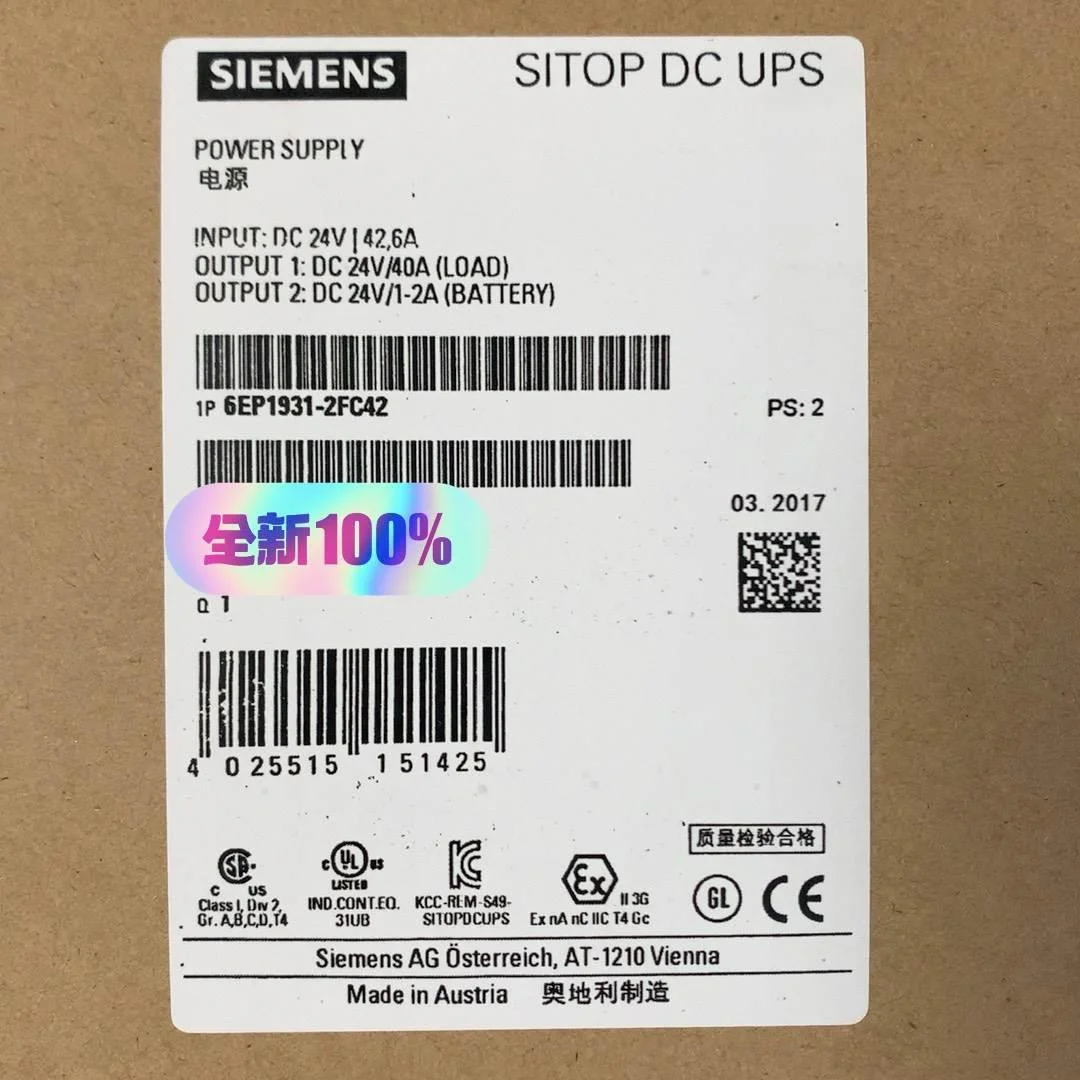 SIEMENS
SITOP DC UPS
POWER SUPPLY
电源
INPUT: DC 24V | 42,6A
OUTPUT 1: DC 24V/40A (LOAD)
OUTPUT 2: DC 24V/1-2A (BATTERY)
1P 6EP1931-2FC42
PS: 2
03. 2017
全新100%
Q 1
4 025515 151425
质量检验合格
SA
C US
Class I, Div 2,
Gr. A,B,C,D,T4
C UL US
LISTED
IND.CONT.EQ.
31UB
KCC-REM-S49-
SITOPDCUPS
Ex II 3G
Ex nA nC IIC T4 Gc
GL CE
Siemens AG Österreich, AT-1210 Vienna
Made in Austria 奥地利制造